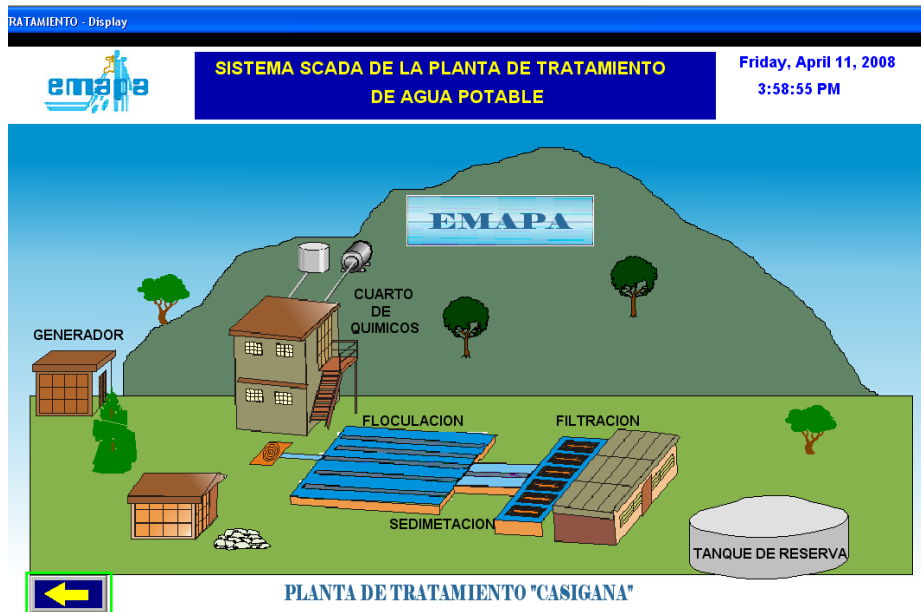 RATAMIENTO - Display
emapa
SISTEMA SCADA DE LA PLANTA DE TRATAMIENTO
DE AGUA POTABLE
Friday, April 11, 2008
3:58:55 PM
EMAPA
CUARTO
DE
QUIMICOS
GENERADOR
FLOCULACION
FILTRACION
SEDIMETACION
TANQUE DE RESERVA
PLANTA DE TRATAMIENTO "CASIGANA"